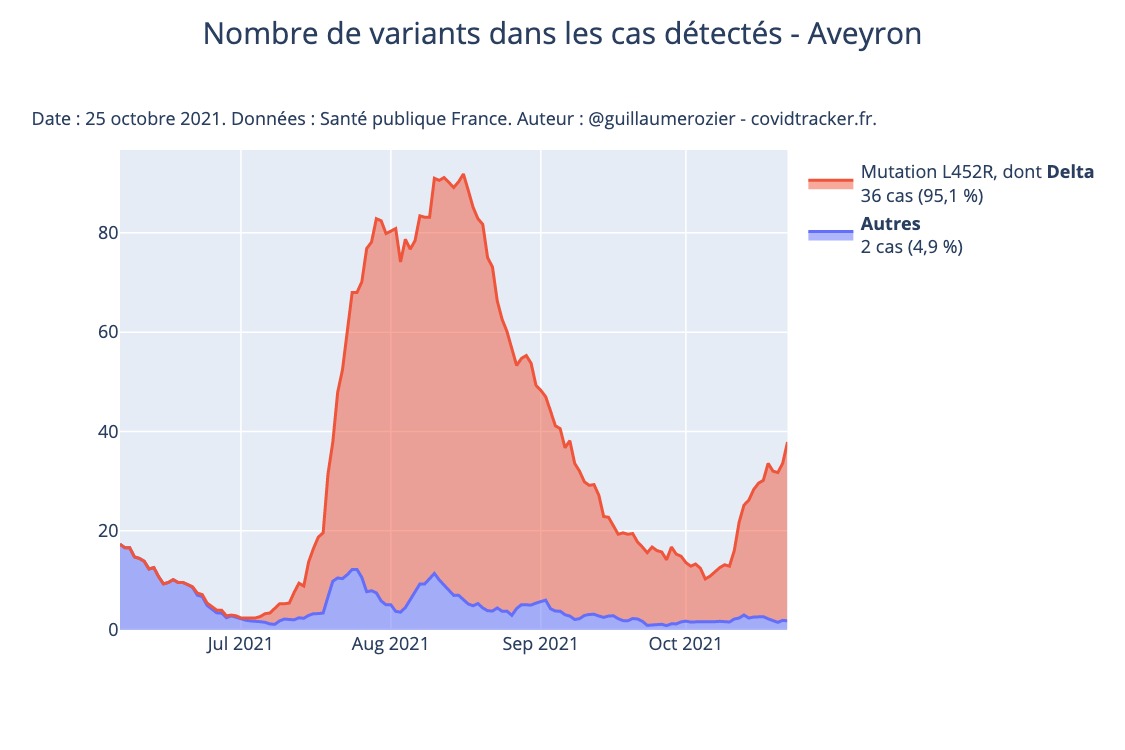 Nombre de variants dans les cas détectés - Aveyron
Date : 25 octobre 2021. Données : Santé publique France. Auteur : @guillaumerozier - covidtracker.fr.
Mutation L452R, dont Delta
36 cas (95,1 %)
Autres
2 cas (4,9 %)
80
60
40
20
0
Jul 2021
Aug 2021
Sep 2021
Oct 2021